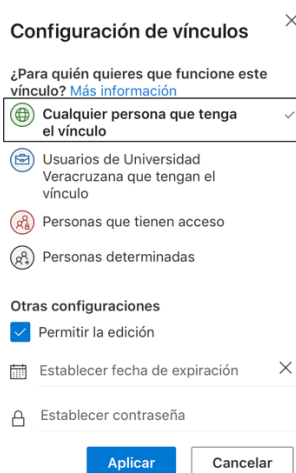 Configuración de vínculos
¿Para quién quieres que funcione este
vínculo? Más información
Cualquier persona que tenga
el vínculo
Usuarios de Universidad
Veracruzana que tengan el
vínculo
Personas que tienen acceso
Personas determinadas
Otras configuraciones
Permitir la edición
Establecer fecha de expiración
Establecer contraseña
Aplicar Cancelar